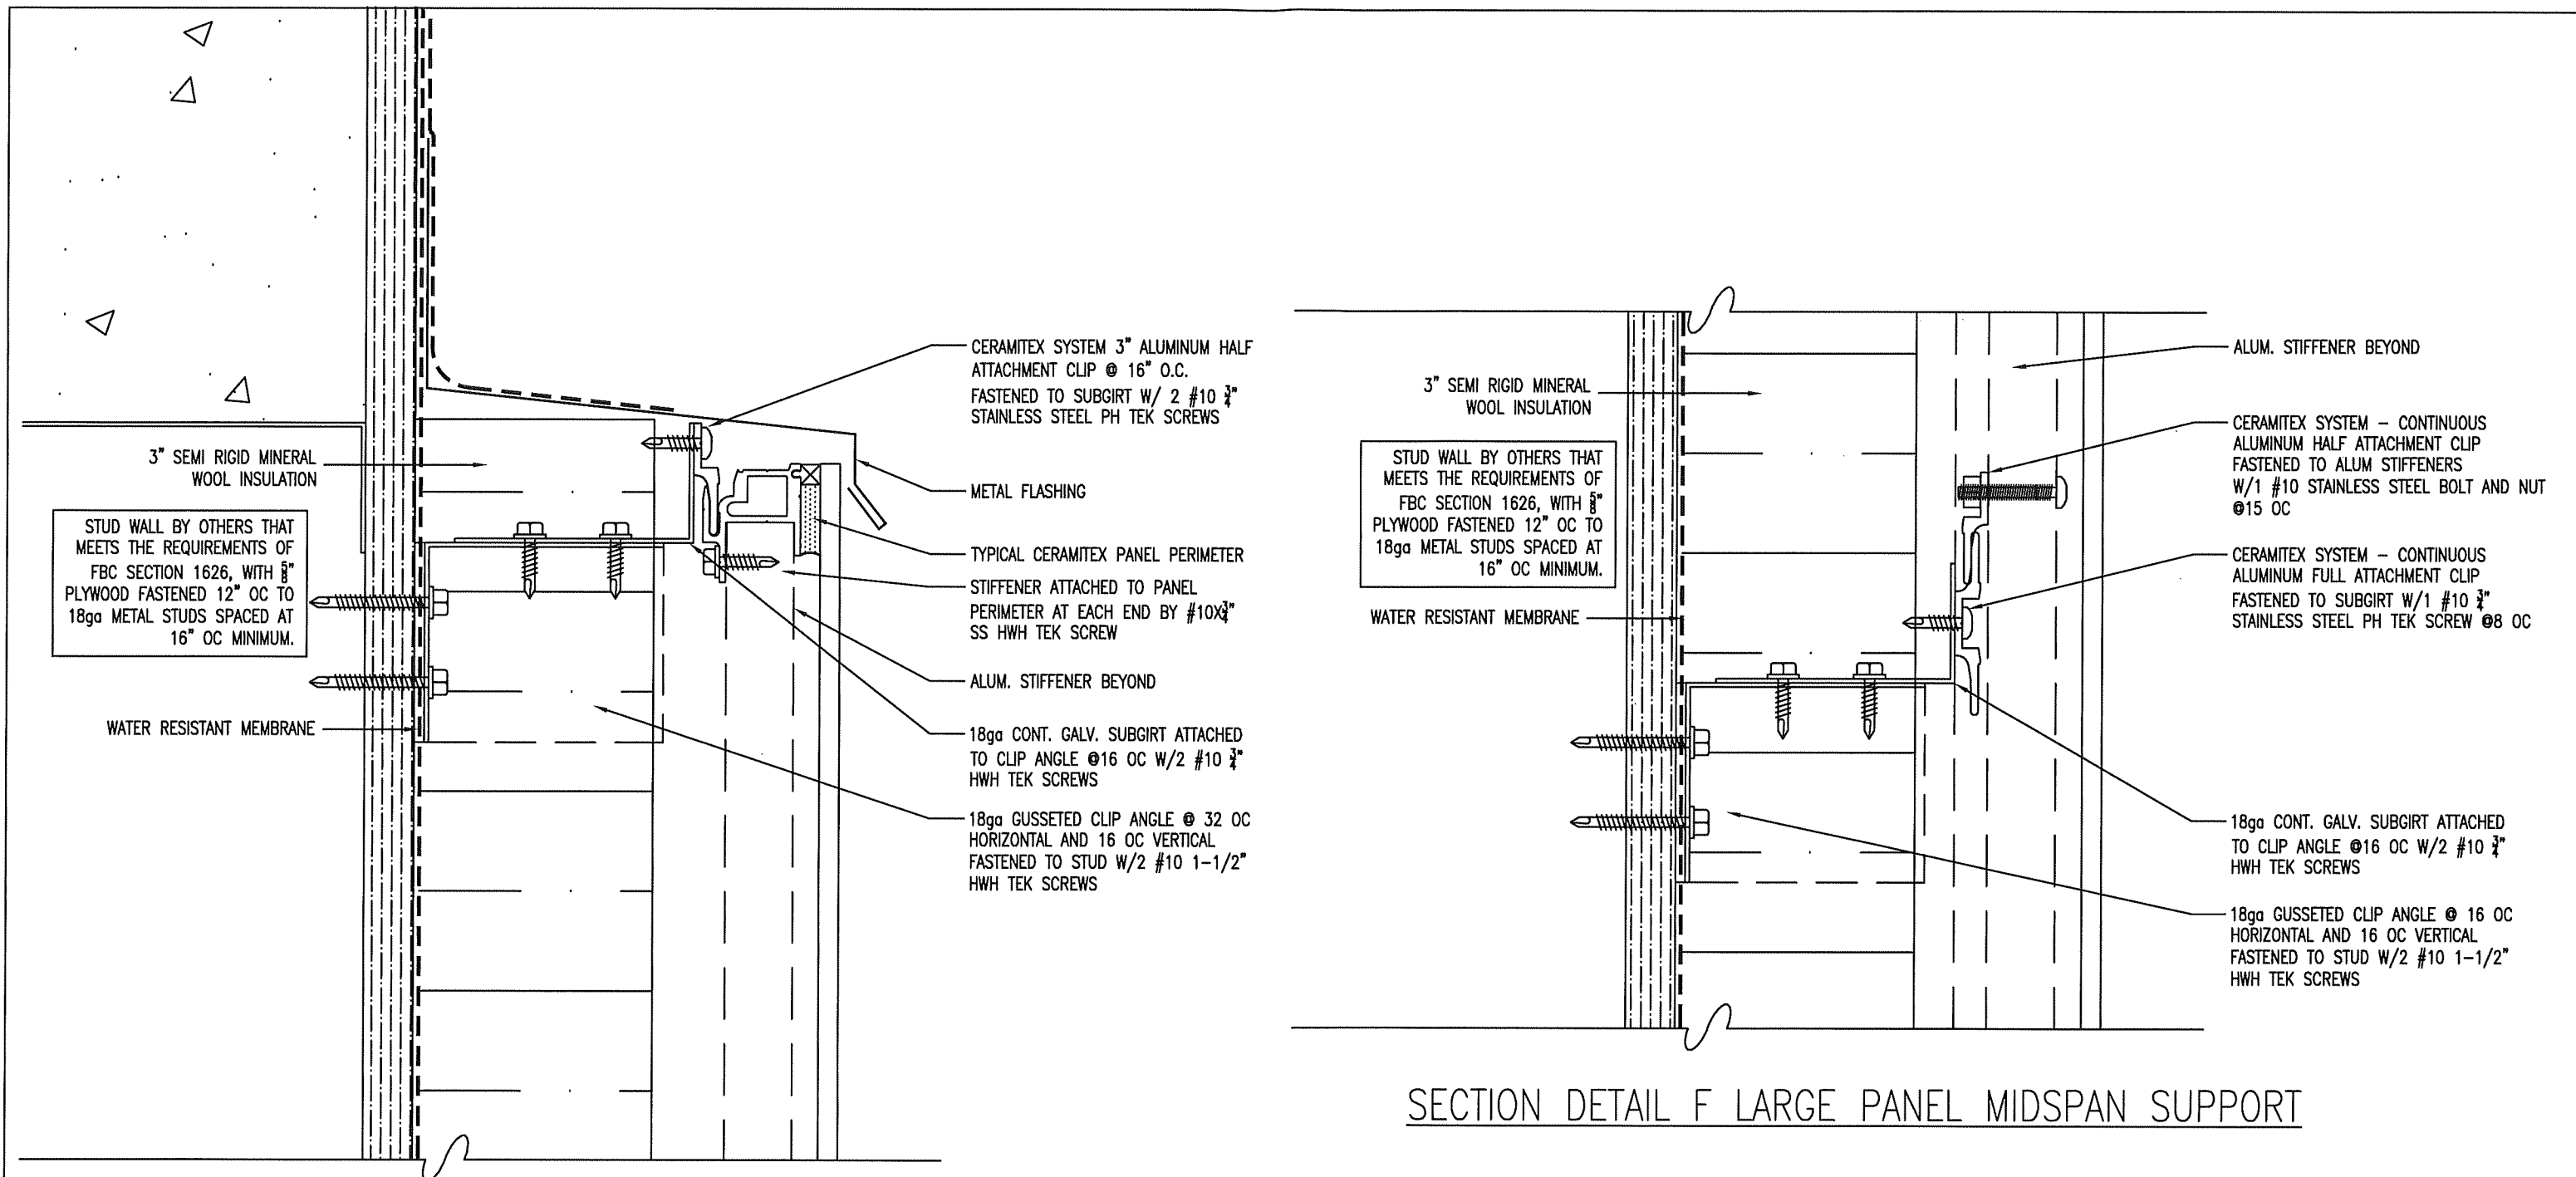 CERAMITEX SYSTEM 3" ALUMINUM HALF
ATTACHMENT CLIP @ 16" O.C.
FASTENED TO SUBGIRT W/ 2 #10 3/4"
STAINLESS STEEL PH TEK SCREWS
3" SEMI RIGID MINERAL
WOOL INSULATION
METAL FLASHING
STUD WALL BY OTHERS THAT
MEETS THE REQUIREMENTS OF
FBC SECTION 1626, WITH 5/8"
PLYWOOD FASTENED 12" OC TO
18ga METAL STUDS SPACED AT
16" OC MINIMUM.
TYPICAL CERAMITEX PANEL PERIMETER
STIFFENER ATTACHED TO PANEL
PERIMETER AT EACH END BY #10X3/4"
SS HWH TEK SCREW
ALUM. STIFFENER BEYOND
WATER RESISTANT MEMBRANE
18ga CONT. GALV. SUBGIRT ATTACHED
TO CLIP ANGLE @16 OC W/2 #10 3/4"
HWH TEK SCREWS
18ga GUSSETED CLIP ANGLE @ 32 OC
HORIZONTAL AND 16 OC VERTICAL
FASTENED TO STUD W/2 #10 1-1/2"
HWH TEK SCREWS
3" SEMI RIGID MINERAL
WOOL INSULATION
STUD WALL BY OTHERS THAT
MEETS THE REQUIREMENTS OF
FBC SECTION 1626, WITH 5/8"
PLYWOOD FASTENED 12" OC TO
18ga METAL STUDS SPACED AT
16" OC MINIMUM.
WATER RESISTANT MEMBRANE
ALUM. STIFFENER BEYOND
CERAMITEX SYSTEM - CONTINUOUS
ALUMINUM HALF ATTACHMENT CLIP
FASTENED TO ALUM STIFFENERS
W/1 #10 STAINLESS STEEL BOLT AND NUT
@15 OC
CERAMITEX SYSTEM - CONTINUOUS
ALUMINUM FULL ATTACHMENT CLIP
FASTENED TO SUBGIRT W/1 #10 3/4"
STAINLESS STEEL PH TEK SCREW @8 OC
18ga CONT. GALV. SUBGIRT ATTACHED
TO CLIP ANGLE @16 OC W/2 #10 3/4"
HWH TEK SCREWS
18ga GUSSETED CLIP ANGLE @ 16 OC
HORIZONTAL AND 16 OC VERTICAL
FASTENED TO STUD W/2 #10 1-1/2"
HWH TEK SCREWS
SECTION DETAIL F LARGE PANEL MIDSPAN SUPPORT